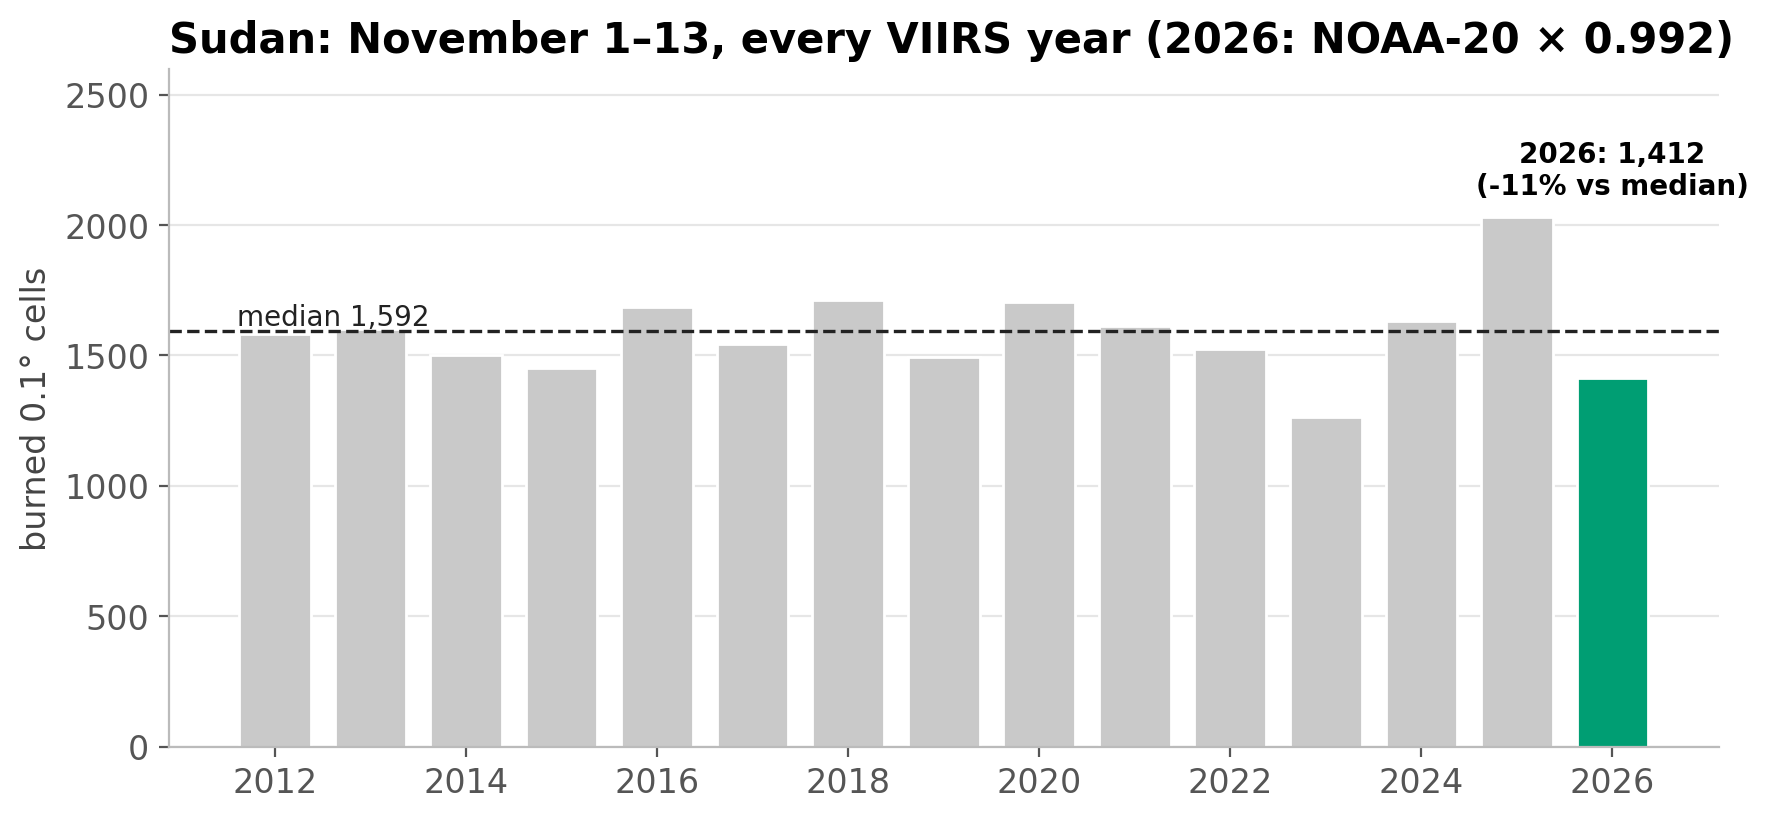 Sudan: November 1–13, every VIIRS year (2026: NOAA-20 × 0.992)
burned 0.1° cells
2500
2000
1500
1000
500
0
median 1,592
2026: 1,412
(-11% vs median)
2012 2014 2016 2018 2020 2022 2024 2026